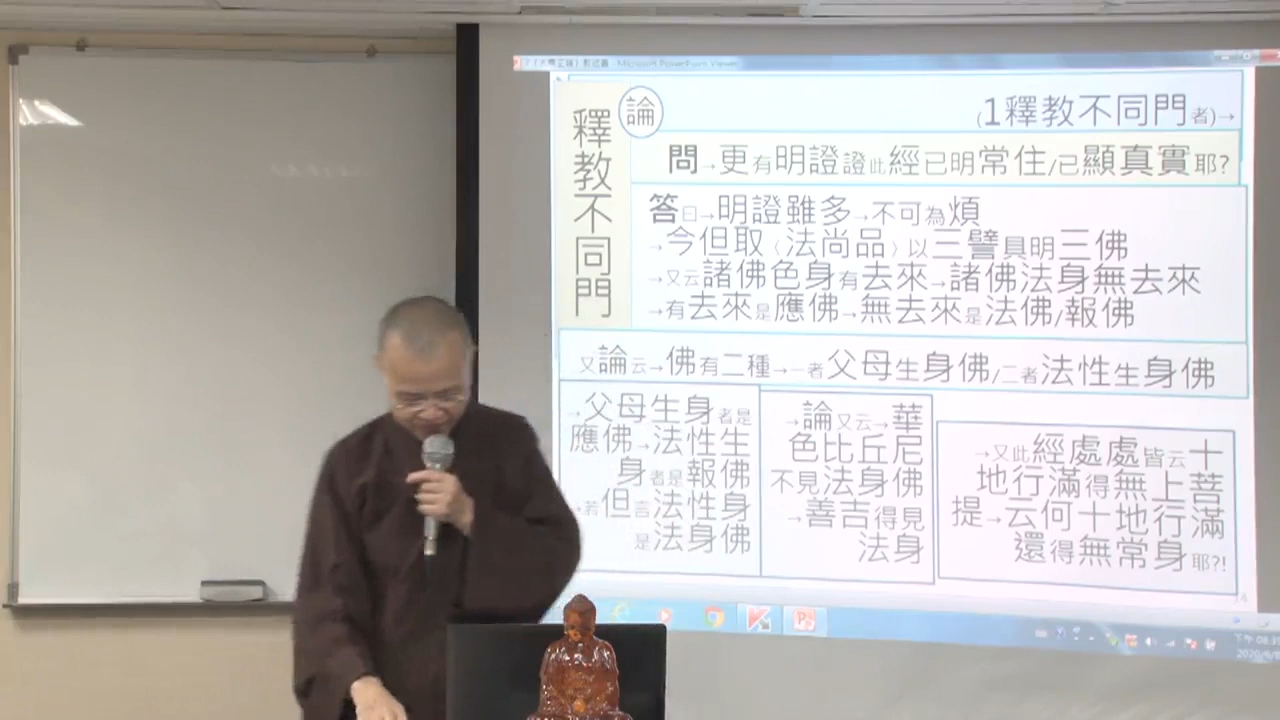 Microsoft PowerPoint Viewer
釋教不同門
論
(1釋教不同門者)→
問→更有明證證此經已明常住/已顯真實耶?
答曰→明證雖多→不可為煩
→今但取〈法尚品〉以三譬具明三佛
→又云諸佛色身有去來→諸佛法身無去來
→有去來是應佛→無去來是法佛/報佛
又論云→佛有二種→一者父母生身佛/二者法性生身佛
→父母生身者是
應佛→法性生
身者是報佛
→若但言法性身
是法身佛
→論又云→華
色比丘尼
不見法身佛
→善吉得見
法身
→又此經處處皆云十
地行滿得無上菩
提→云何十地行滿
還得無常身耶?!